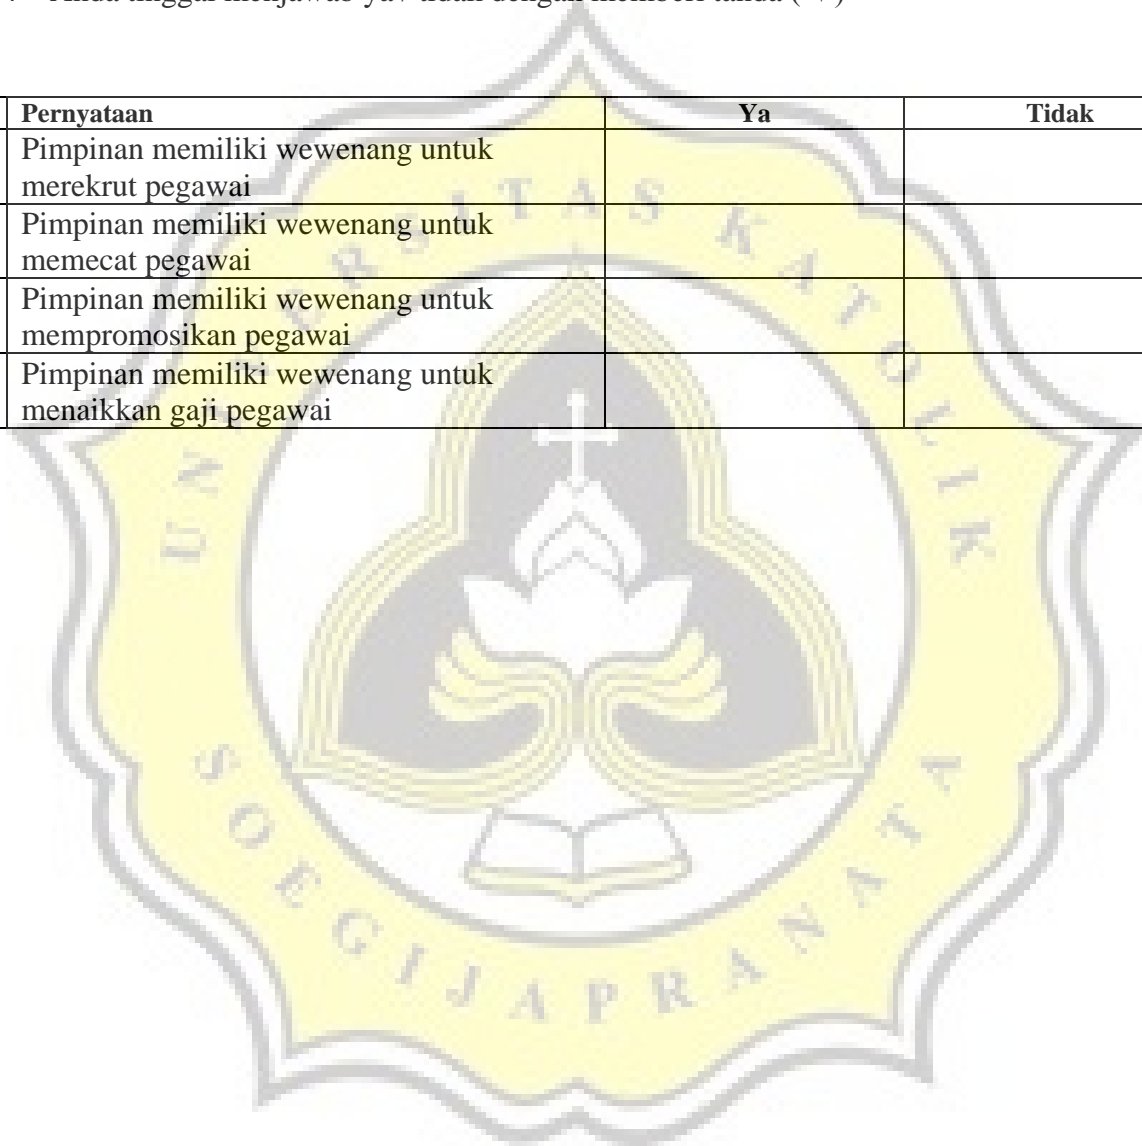 Pernyataan Ya Tidak
Pimpinan memiliki wewenang untuk
merekrut pegawai
Pimpinan memiliki wewenang untuk
memecat pegawai
Pimpinan memiliki wewenang untuk
mempromosikan pegawai
Pimpinan memiliki wewenang untuk
menaikkan gaji pegawai
UNIVERSITAS KATOLIK
SOEGIJAPRANATA